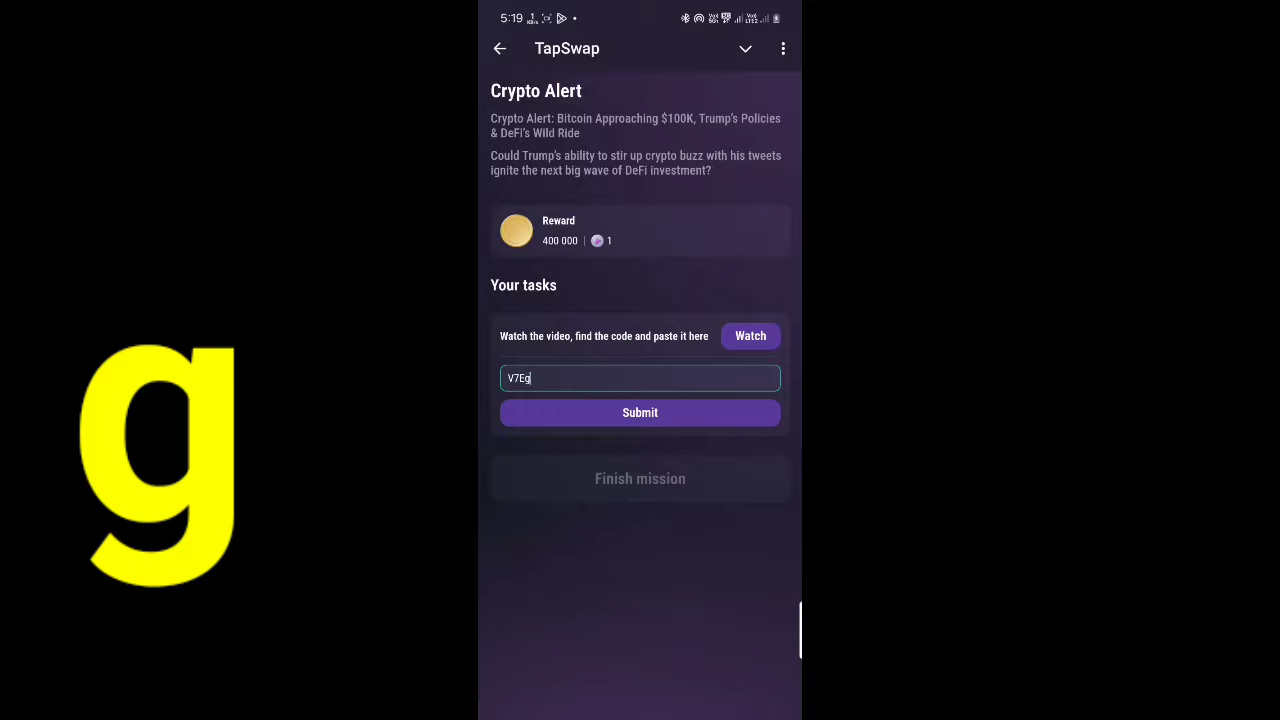 5:19
TapSwap
Crypto Alert
Crypto Alert: Bitcoin Approaching $100K, Trump's Policies
& DeFi's Wild Ride
Could Trump's ability to stir up crypto buzz with his tweets
ignite the next big wave of DeFi investment?
Reward
400 000 | 1
Your tasks
Watch the video, find the code and paste it here
Watch
V7Eg
Submit
Finish mission
g